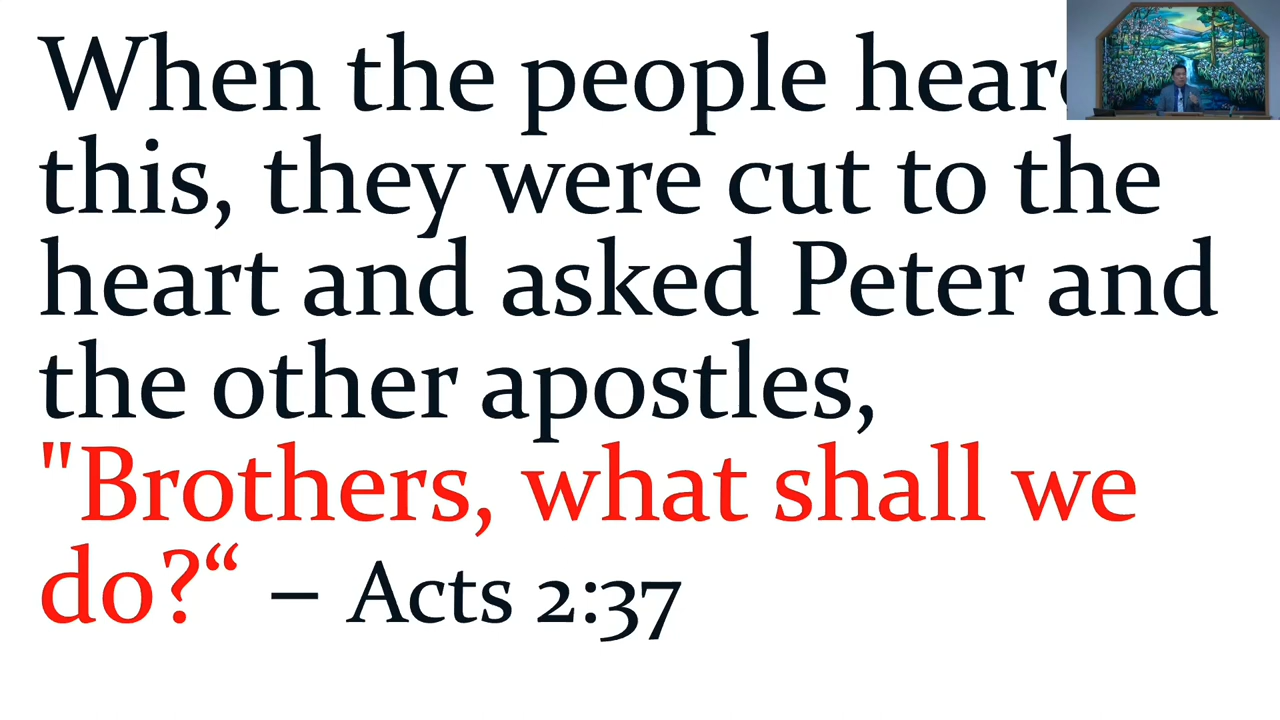 When the people heard
this, they were cut to the
heart and asked Peter and
the other apostles,
"Brothers, what shall we
do?“ – Acts 2:37